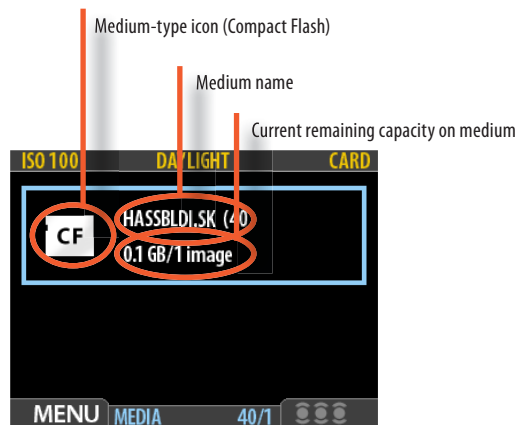 Medium-type icon (Compact Flash)
Medium name
Current remaining capacity on medium
ISO 100 DAYLIGHT CARD
HASSBLDI.SK (40
CF
0.1 GB/1 image
MENU MEDIA 40/1